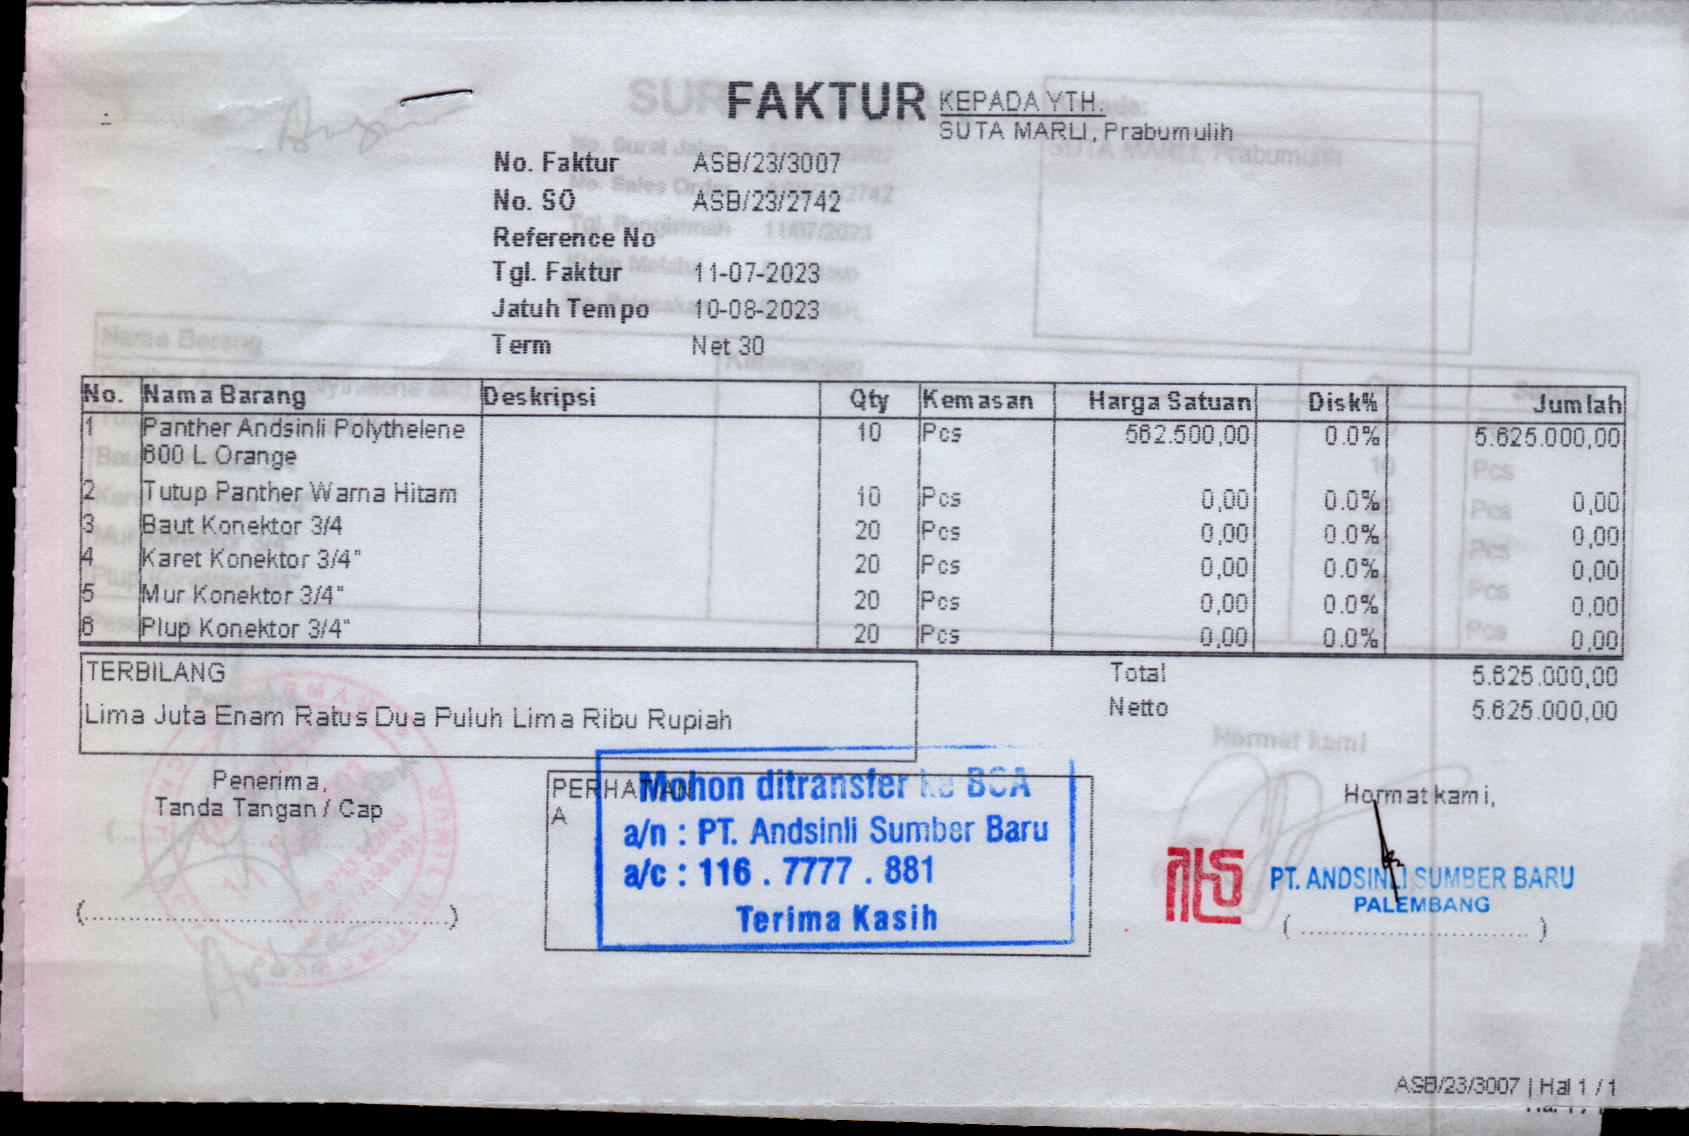 FAKTUR
KEPADA YTH.
SUTA MARLI, Prabumulih
No. Faktur ASB/23/3007
No. SO ASB/23/2742
Reference No
Tgl. Faktur 11-07-2023
Jatuh Tempo 10-08-2023
Term Net 30
No. Nama Barang Deskripsi Qty Kemasan Harga Satuan Disk% Jumlah
1 Panther Andsinli Polythelene 10 Pcs 562.500,00 0.0% 5.625.000,00
600 L Orange
2 Tutup Panther Warna Hitam 10 Pcs 0,00 0.0% 0,00
3 Baut Konektor 3/4 20 Pcs 0,00 0.0% 0,00
4 Karet Konektor 3/4" 20 Pcs 0,00 0.0% 0,00
5 Mur Konektor 3/4" 20 Pcs 0,00 0.0% 0,00
6 Plup Konektor 3/4" 20 Pcs 0,00 0.0% 0,00
TERBILANG
Lima Juta Enam Ratus Dua Puluh Lima Ribu Rupiah
Total 5.625.000,00
Netto 5.625.000,00
Penerima,
Tanda Tangan / Cap
PERHATIAN
A
Mohon ditransfer ke BCA
a/n : PT. Andsinli Sumber Baru
a/c : 116 . 7777 . 881
Terima Kasih
Hormat kami,
PT. ANDSINLI SUMBER BARU
PALEMBANG
ASB/23/3007 | Hal 1 / 1